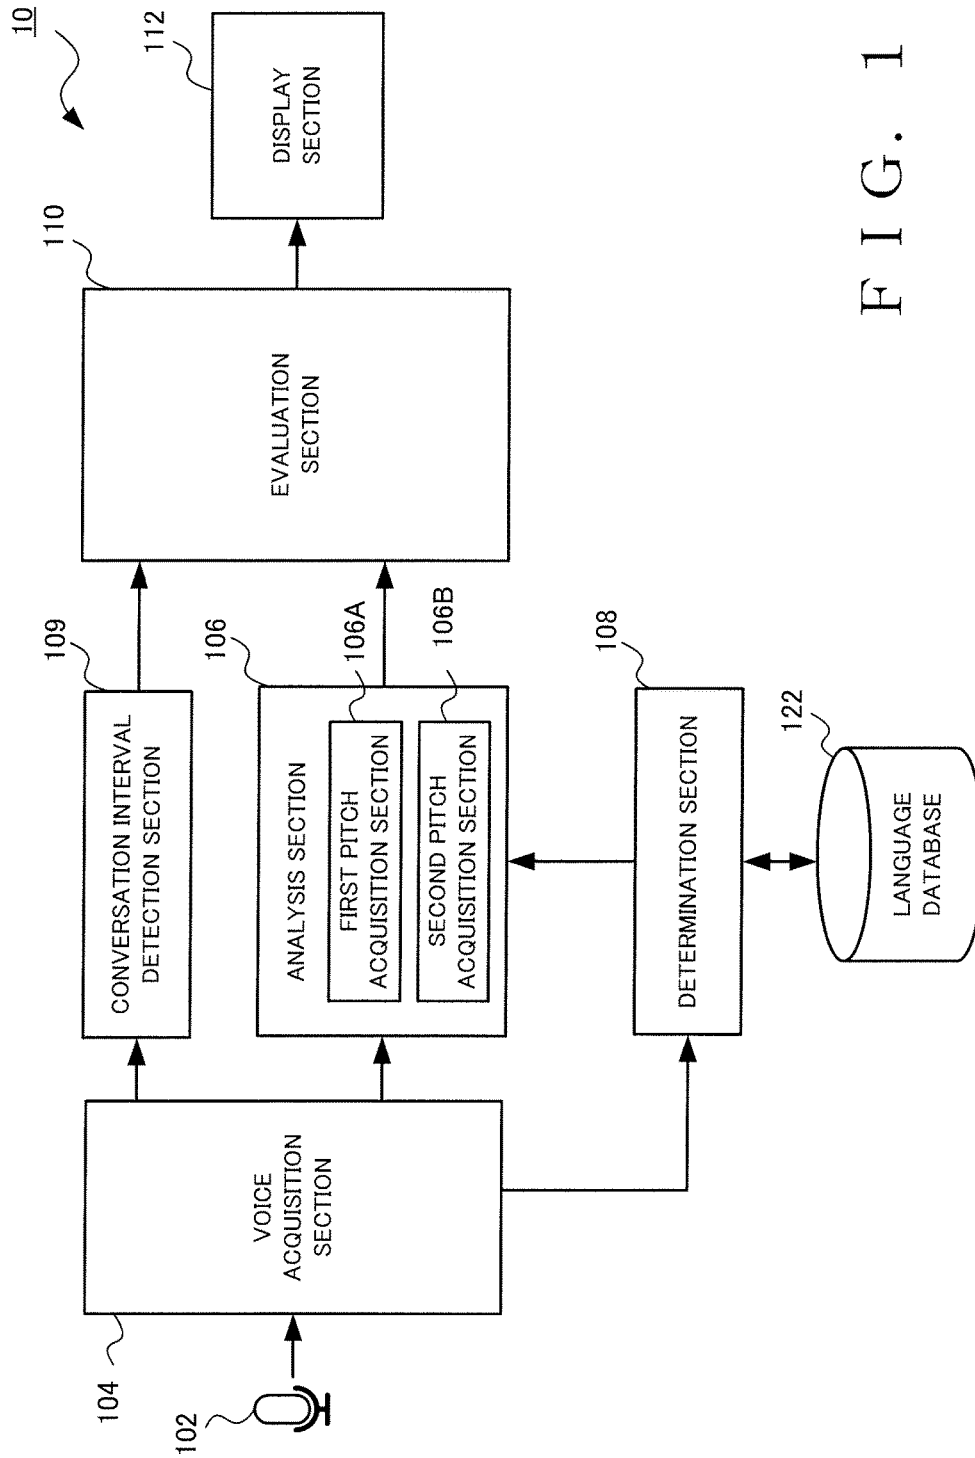 10
102
104
VOICE
ACQUISITION
SECTION
109
CONVERSATION INTERVAL
DETECTION SECTION
106
ANALYSIS SECTION
106A
FIRST PITCH
ACQUISITION SECTION
106B
SECOND PITCH
ACQUISITION SECTION
108
DETERMINATION SECTION
122
LANGUAGE
DATABASE
110
EVALUATION
SECTION
112
DISPLAY
SECTION
FIG. 1